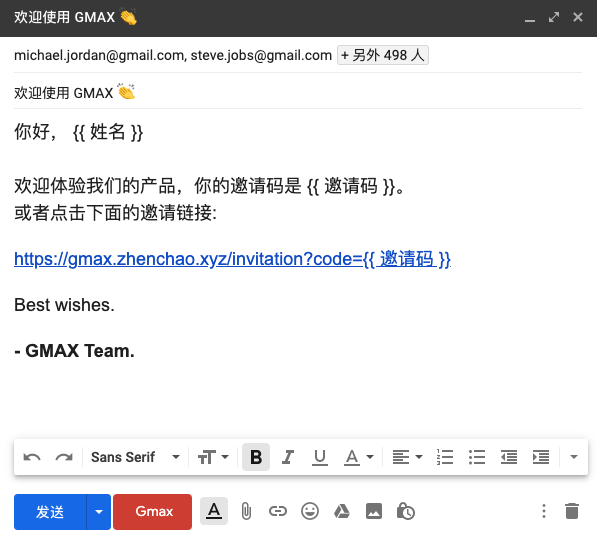 欢迎使用 GMAX 👏
michael.jordan@gmail.com, steve.jobs@gmail.com + 另外 498 人
欢迎使用 GMAX 👏
你好， {{ 姓名 }}
欢迎体验我们的产品，你的邀请码是 {{ 邀请码 }}。
或者点击下面的邀请链接:
https://gmax.zhenchao.xyz/invitation?code={{ 邀请码 }}
Best wishes.
- GMAX Team.
Sans Serif
发送 Gmax